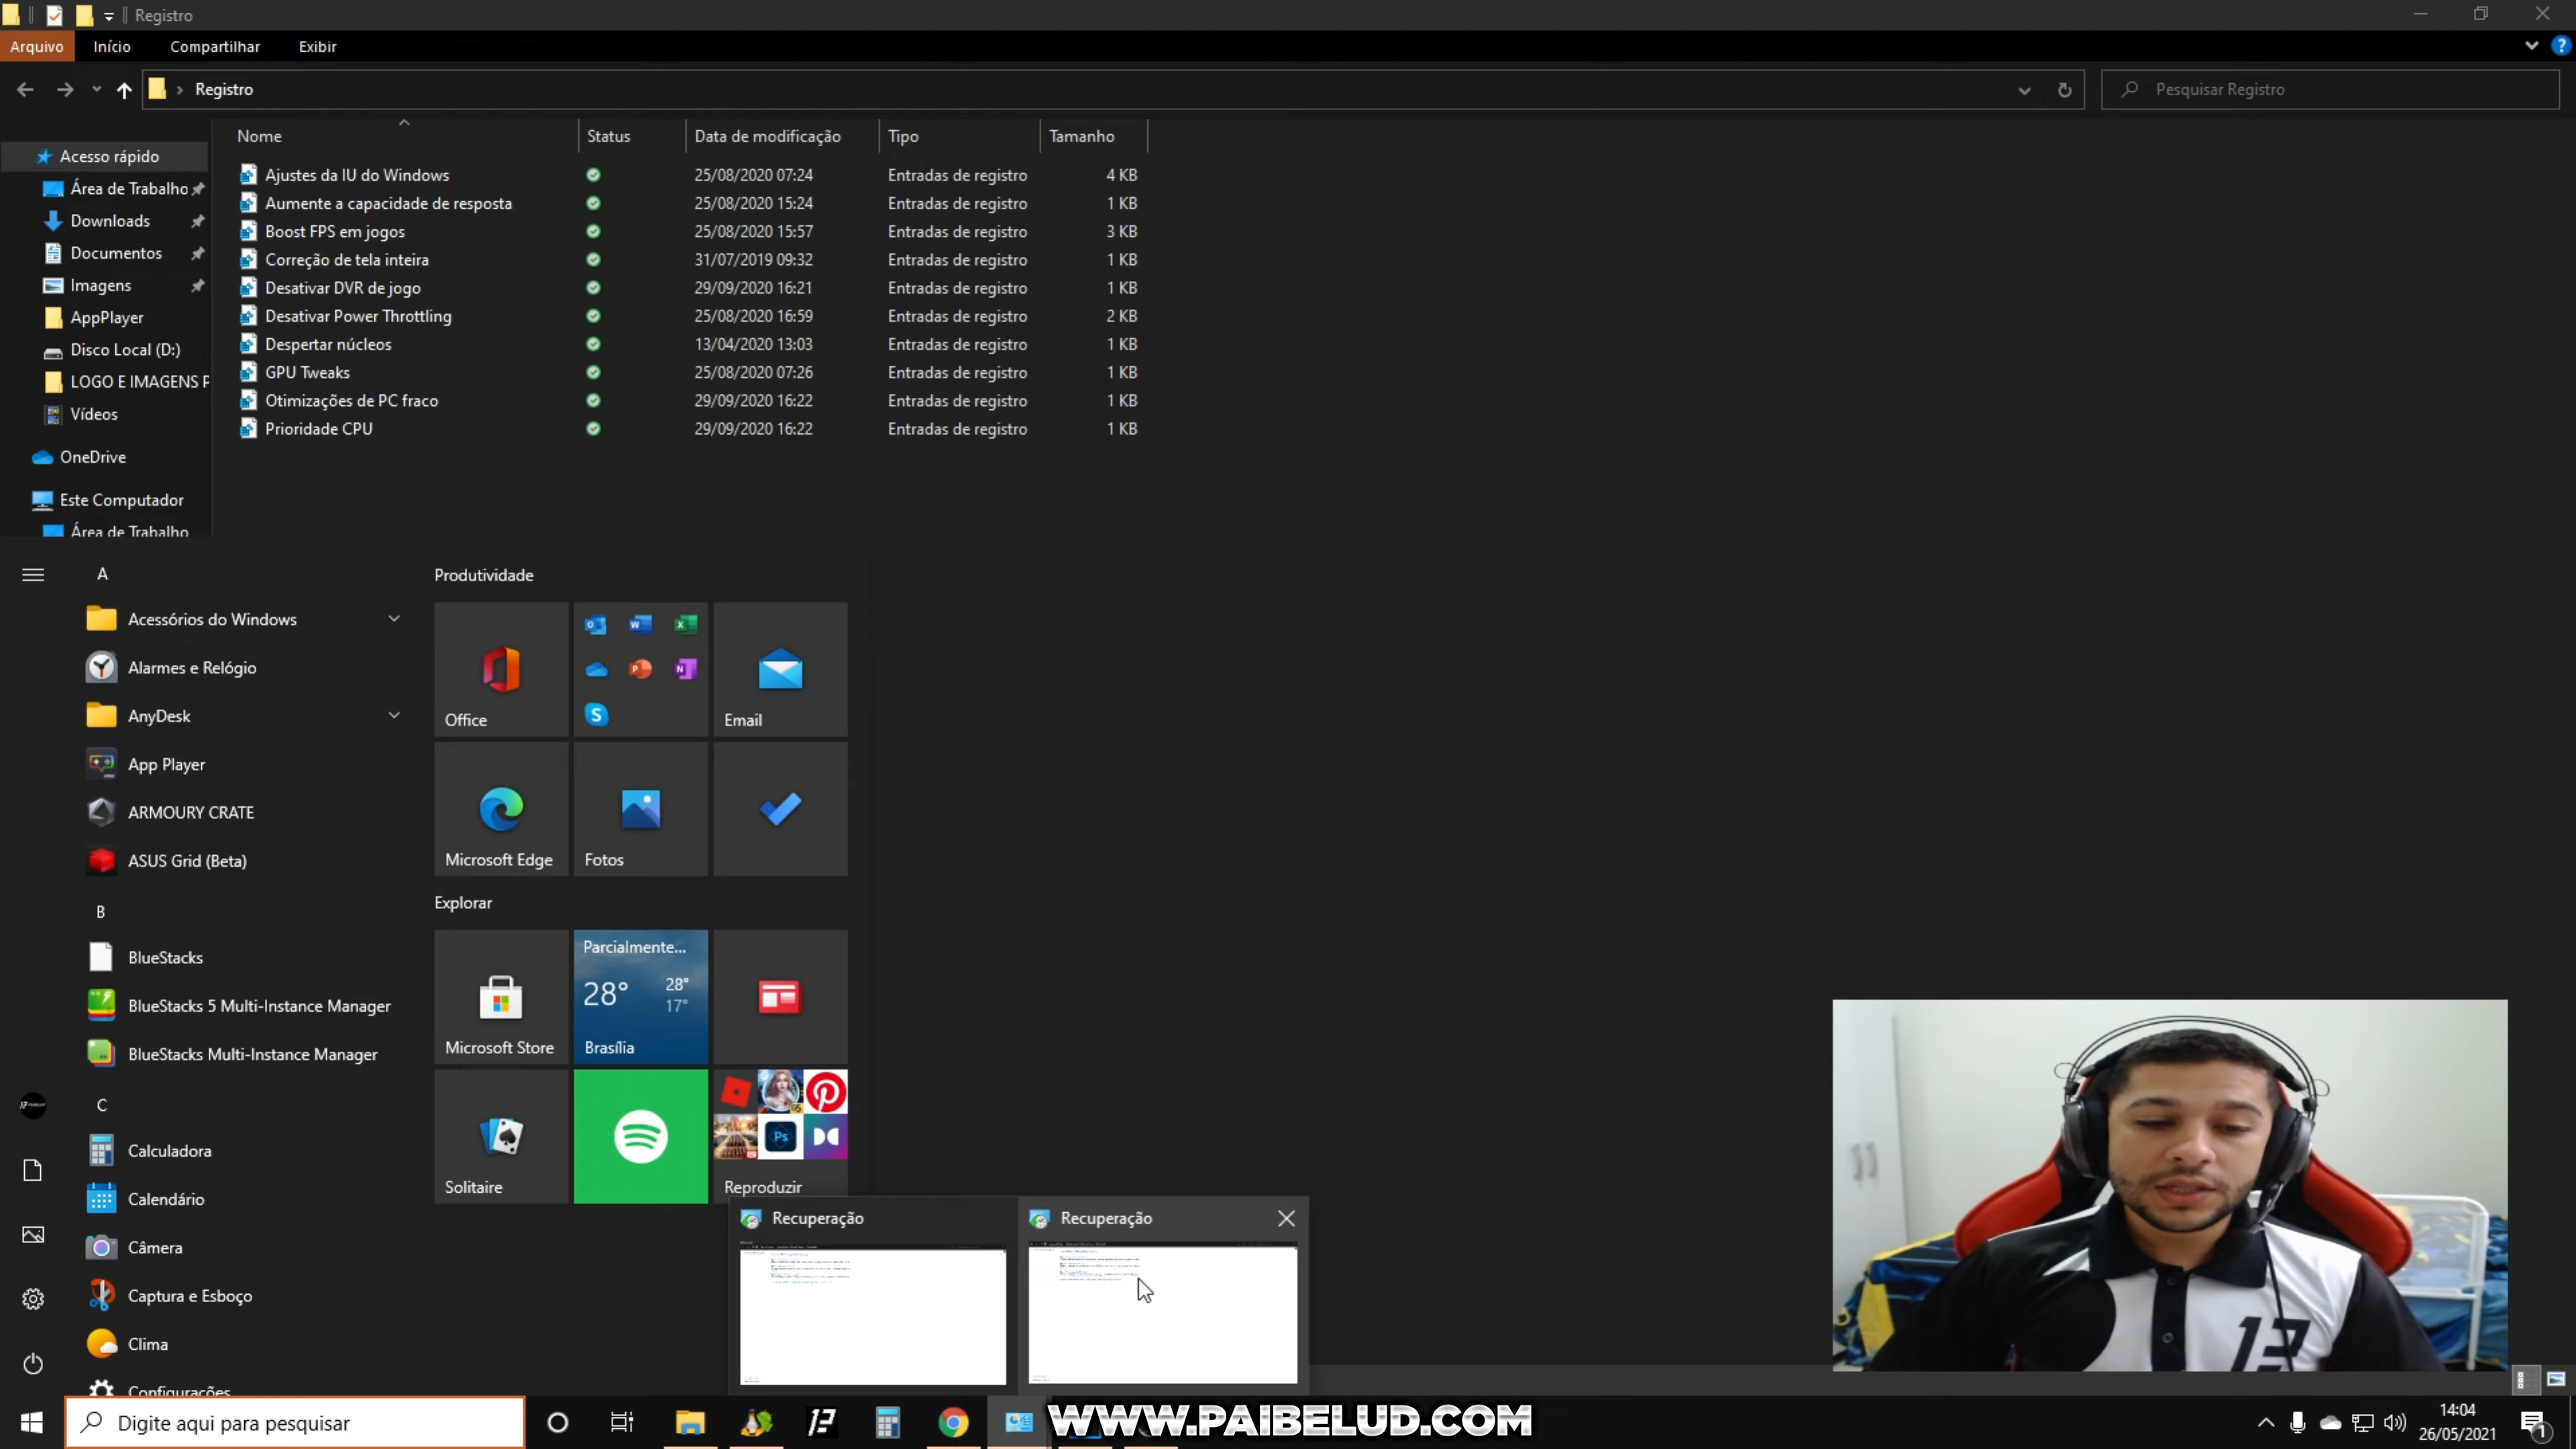 Registro
Arquivo
Início
Compartilhar
Exibir
Registro
Pesquisar Registro
Nome
Status
Data de modificação
Tipo
Tamanho
Acesso rápido
Área de Trabalho
Downloads
Documentos
Imagens
AppPlayer
Disco Local (D:)
LOGO E IMAGENS P
Vídeos
OneDrive
Este Computador
Área de Trabalho
Ajustes da IU do Windows 25/08/2020 07:24 Entradas de registro 4 KB
Aumente a capacidade de resposta 25/08/2020 15:24 Entradas de registro 1 KB
Boost FPS em jogos 25/08/2020 15:57 Entradas de registro 3 KB
Correção de tela inteira 31/07/2019 09:32 Entradas de registro 1 KB
Desativar DVR de jogo 29/09/2020 16:21 Entradas de registro 1 KB
Desativar Power Throttling 25/08/2020 16:59 Entradas de registro 2 KB
Despertar núcleos 13/04/2020 13:03 Entradas de registro 1 KB
GPU Tweaks 25/08/2020 07:26 Entradas de registro 1 KB
Otimizações de PC fraco 29/09/2020 16:22 Entradas de registro 1 KB
Prioridade CPU 29/09/2020 16:22 Entradas de registro 1 KB
A
Acessórios do Windows
Alarmes e Relógio
AnyDesk
App Player
ARMOURY CRATE
ASUS Grid (Beta)
B
BlueStacks
BlueStacks 5 Multi-Instance Manager
BlueStacks Multi-Instance Manager
C
Calculadora
Calendário
Câmera
Captura e Esboço
Clima
Configurações
Produtividade
Office
Email
Microsoft Edge
Fotos
Explorar
Microsoft Store
Parcialmente...
28°
28°
17°
Brasília
Solitaire
Ps
Reproduzir
Recuperação
Recuperação
Digite aqui para pesquisar
WWW.PAIBELUD.COM
14:04
26/05/2021
1